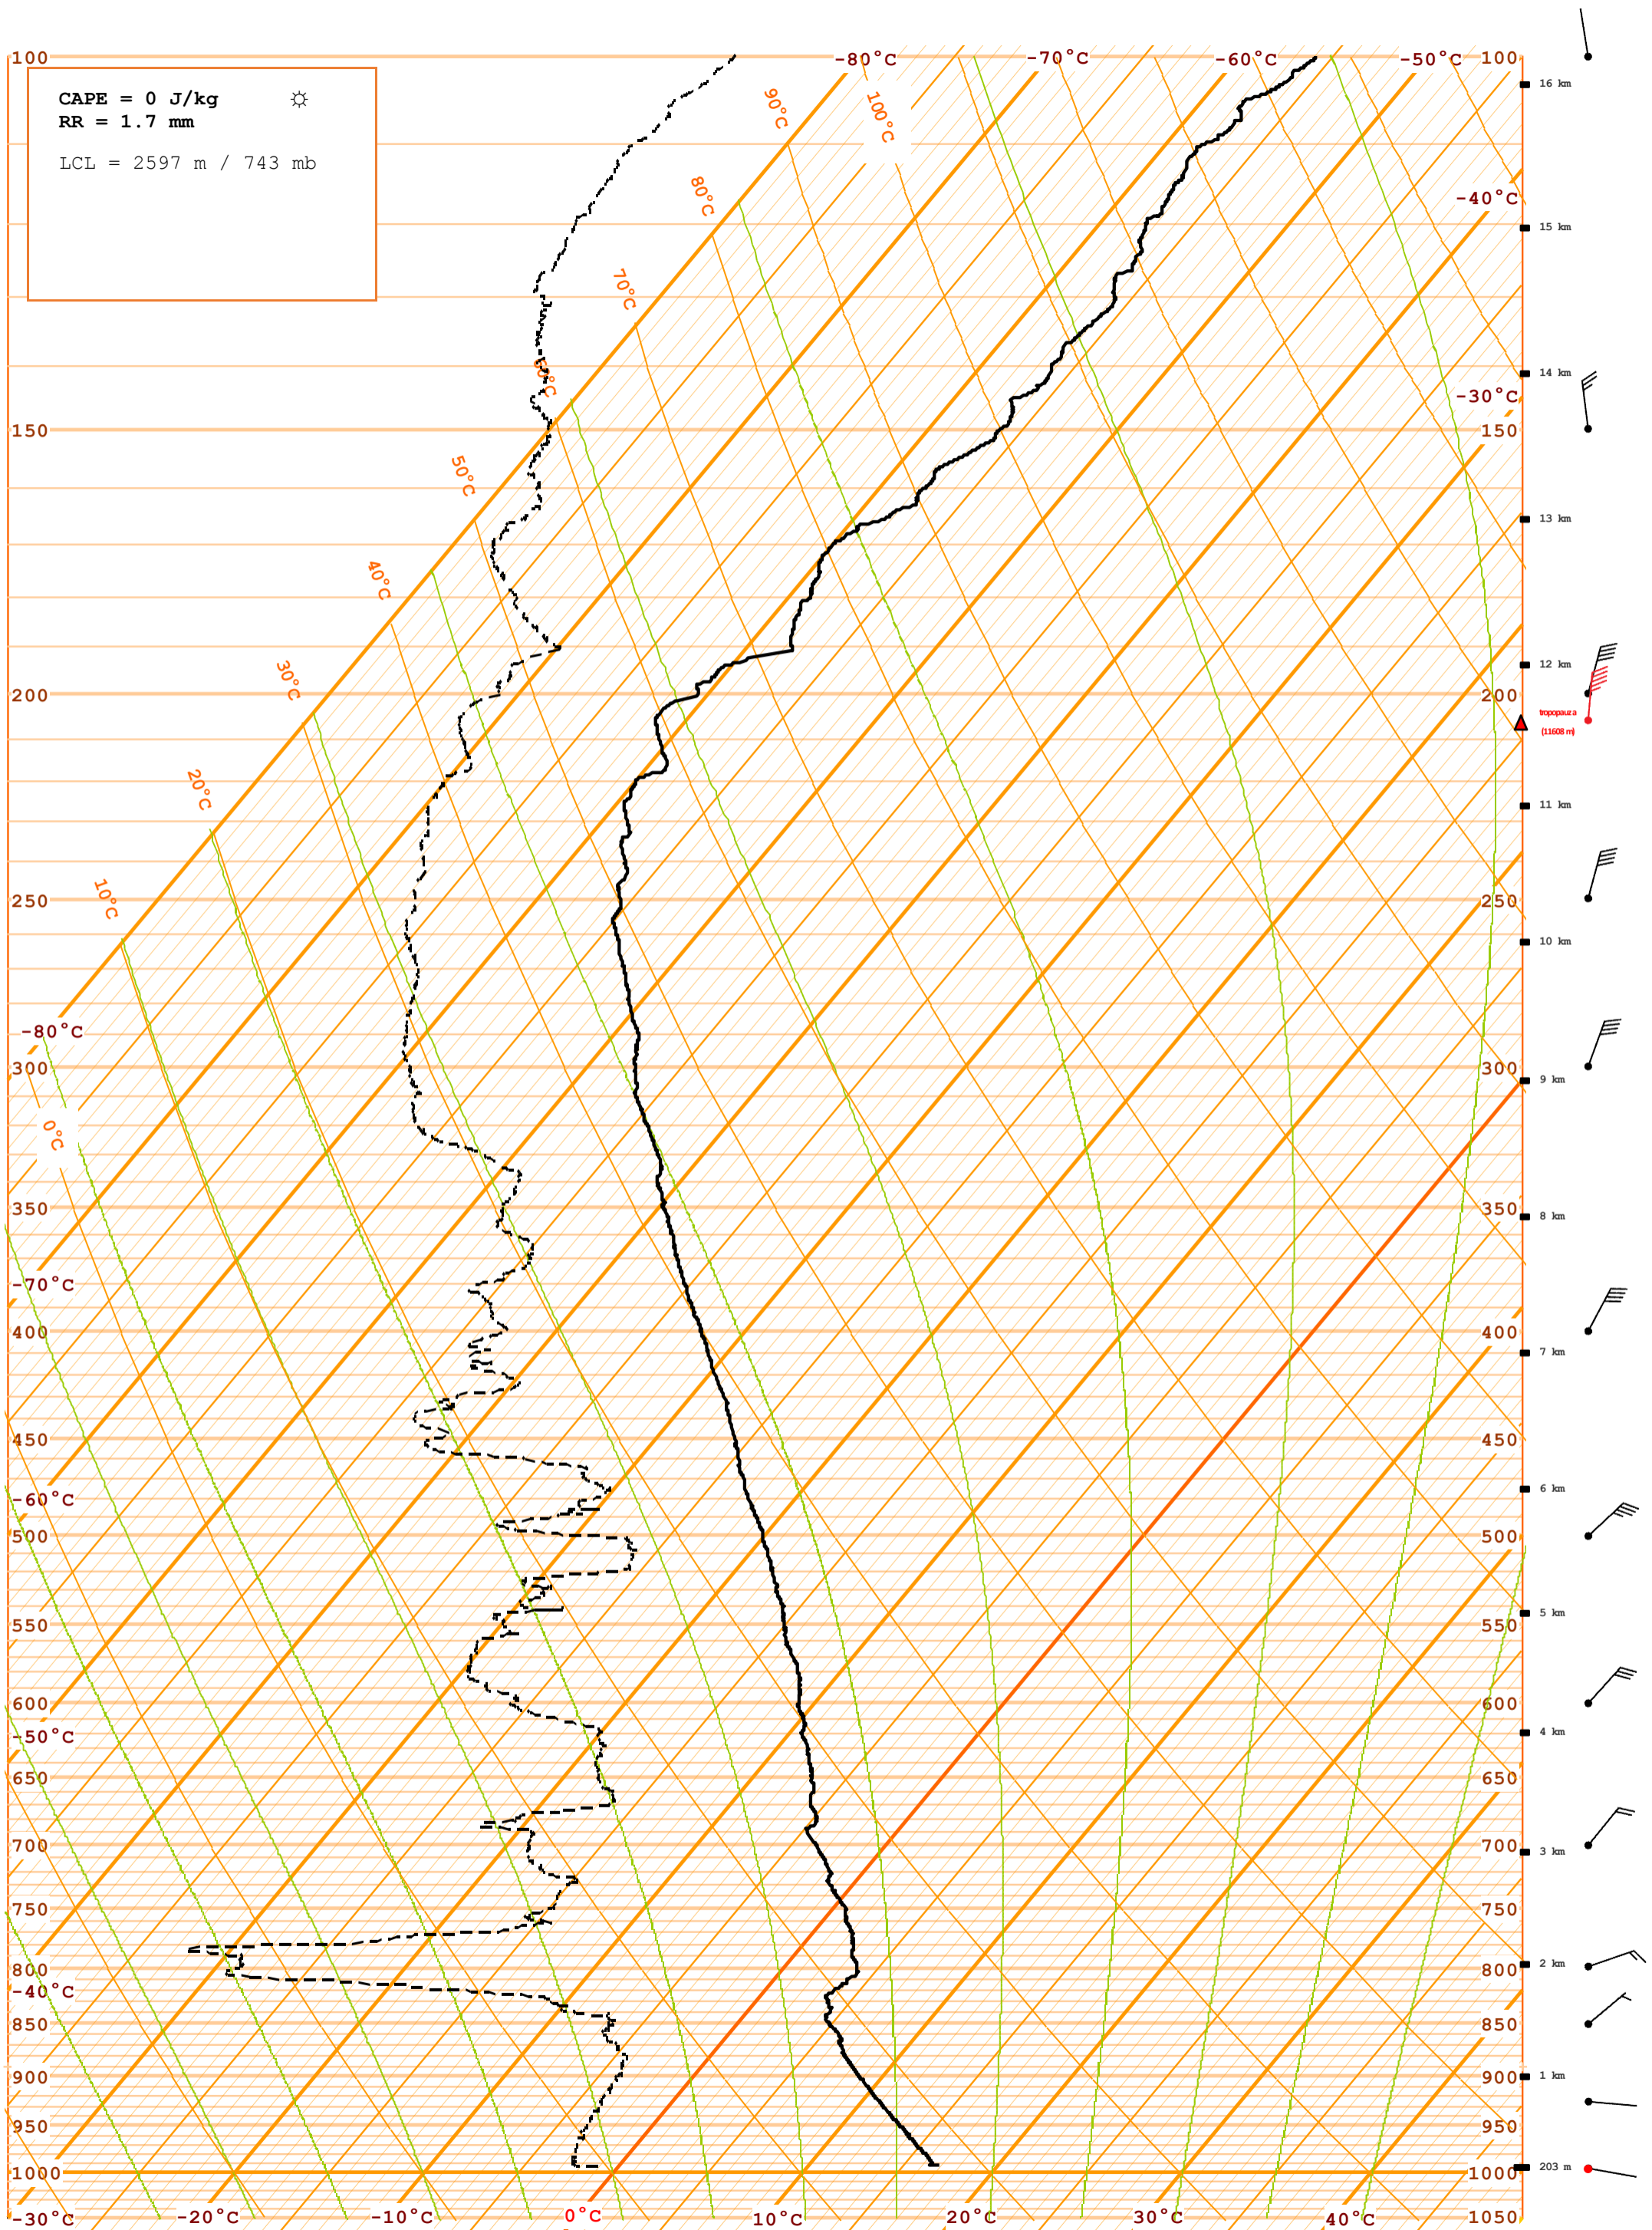 -80°C -70°C -60°C -50°C
100 100
16 km
CAPE = 0 J/kg ☼
RR = 1.7 mm
LCL = 2597 m / 743 mb
90°C 100°C
80°C
-40°C
15 km
70°C
14 km
60°C
-30°C
150 150
50°C
13 km
40°C
12 km
30°C
200 200
tropopauza
(11608 m)
20°C
11 km
10°C
250 250
10 km
-80°C
300 300
9 km
0°C
350 350
8 km
-70°C
400 400
7 km
450 450
6 km
-60°C
500 500
5 km
550 550
600 600
4 km
-50°C
650 650
700 700
3 km
750 750
800 800
2 km
-40°C
850 850
900 900
1 km
950 950
203 m
1000 1000
-30°C -20°C -10°C 0°C 10°C 20°C 30°C 40°C 1050